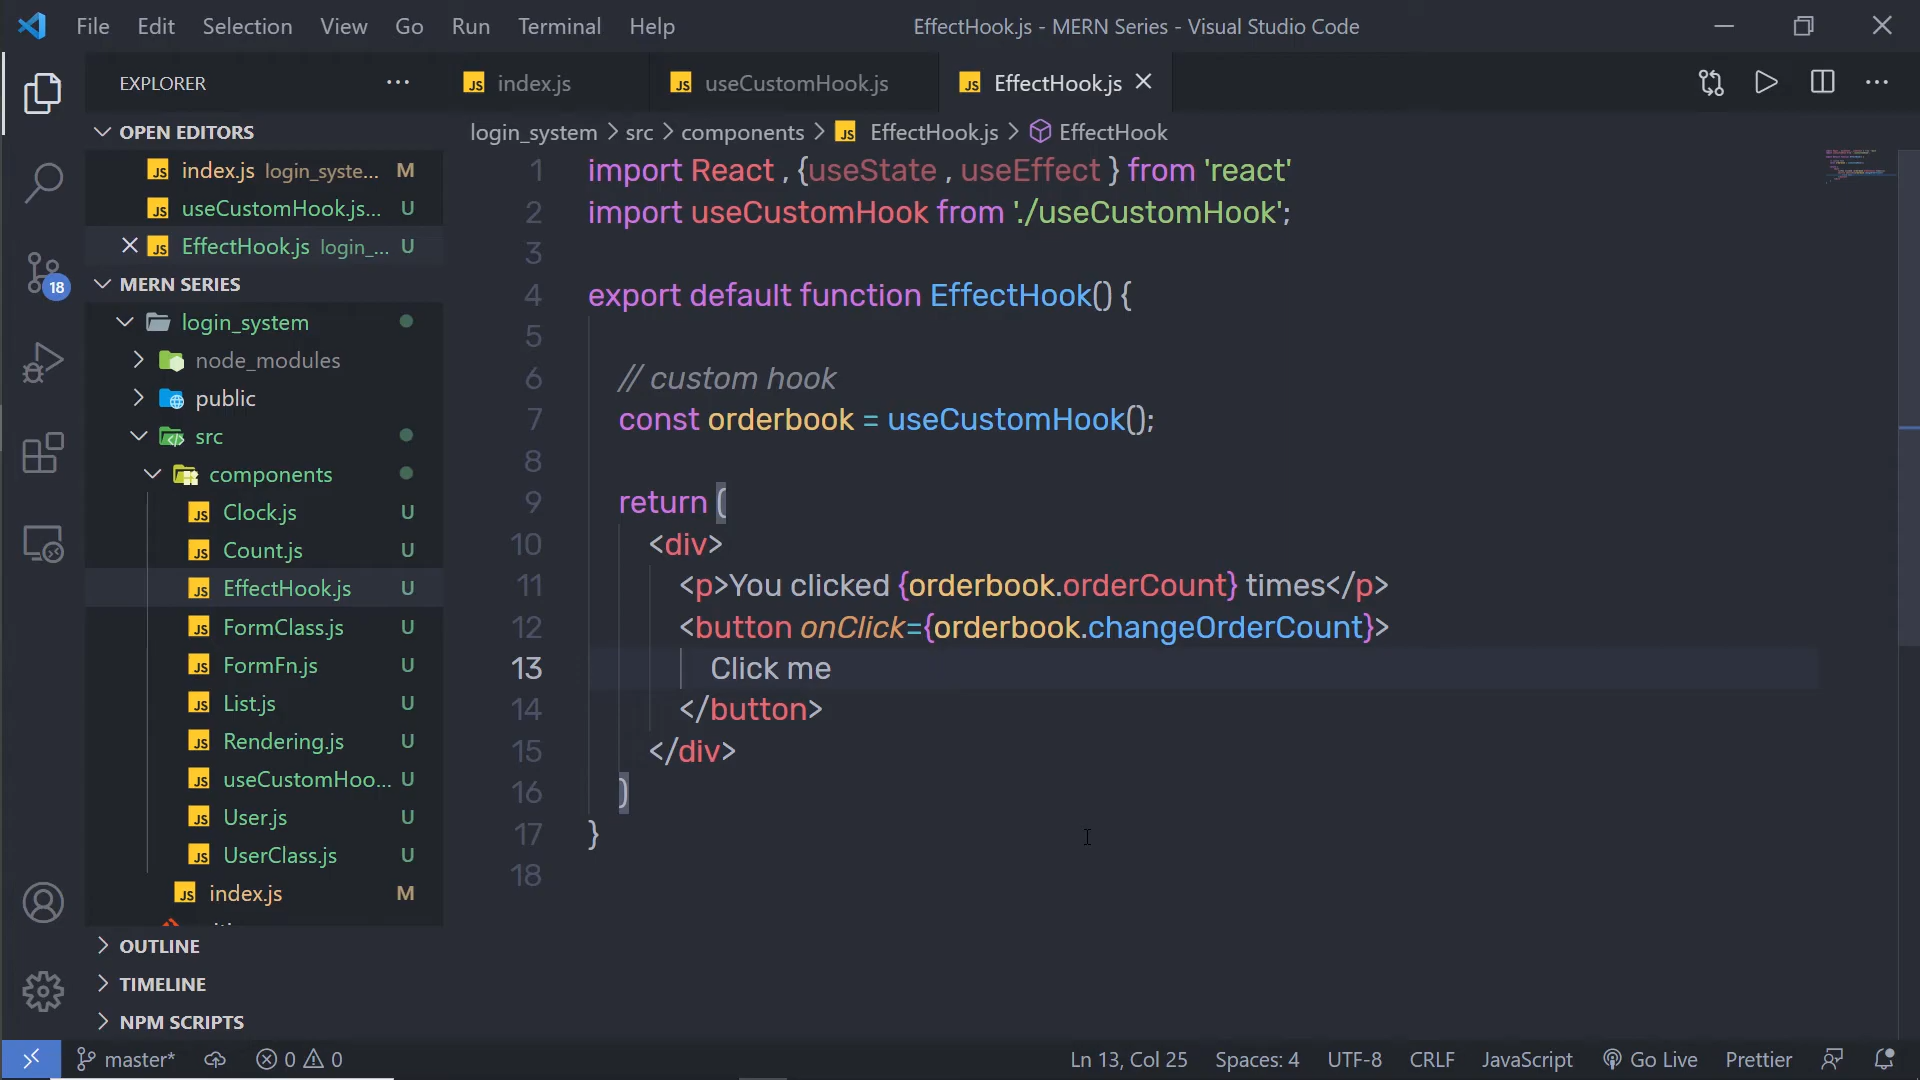 File Edit Selection View Go Run Terminal Help
EffectHook.js - MERN Series - Visual Studio Code
EXPLORER
index.js
useCustomHook.js
EffectHook.js
OPEN EDITORS
index.js login_syste... M
useCustomHook.js... U
EffectHook.js login_... U
MERN SERIES
login_system
node_modules
public
src
components
Clock.js U
Count.js U
EffectHook.js U
FormClass.js U
FormFn.js U
List.js U
Rendering.js U
useCustomHoo... U
User.js U
UserClass.js U
index.js M
OUTLINE
TIMELINE
NPM SCRIPTS
18
login_system > src > components > JS EffectHook.js > EffectHook
1 import React , {useState , useEffect } from 'react'
2 import useCustomHook from './useCustomHook';
3
4 export default function EffectHook() {
5
6 // custom hook
7 const orderbook = useCustomHook();
8
9 return (
10 <div>
11 <p>You clicked {orderbook.orderCount} times</p>
12 <button onClick={orderbook.changeOrderCount}>
13 Click me
14 </button>
15 </div>
16 )
17 }
18
master* 0 0 Ln 13, Col 25 Spaces: 4 UTF-8 CRLF JavaScript Go Live Prettier